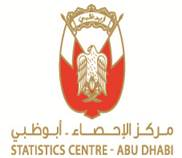 مركز الإحصاء - أبوظبي
STATISTICS CENTRE - ABU DHABI